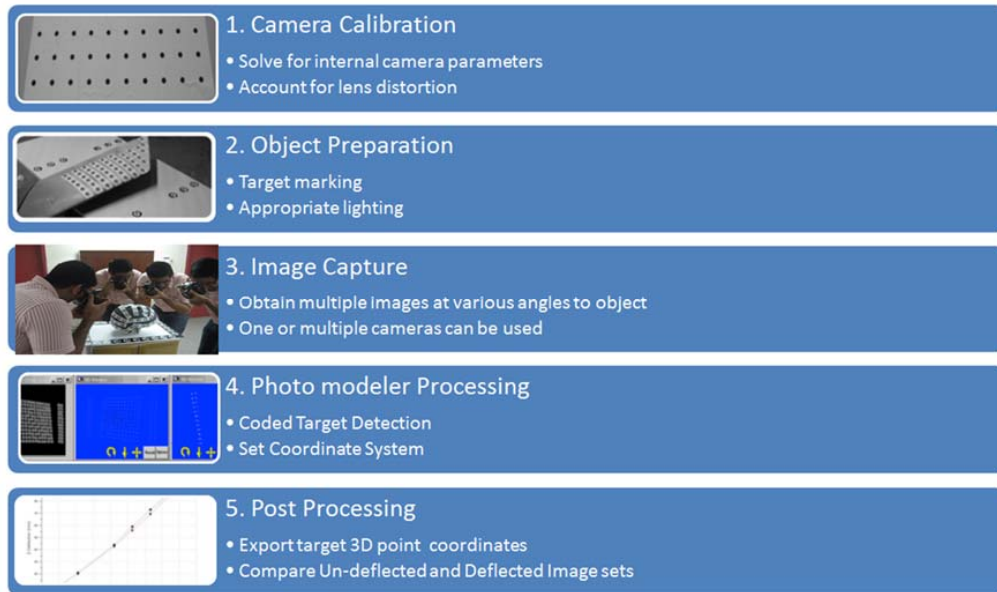 1. Camera Calibration
• Solve for internal camera parameters
• Account for lens distortion
2. Object Preparation
• Target marking
• Appropriate lighting
3. Image Capture
• Obtain multiple images at various angles to object
• One or multiple cameras can be used
4. Photo modeler Processing
• Coded Target Detection
• Set Coordinate System
5. Post Processing
• Export target 3D point coordinates
• Compare Un-deflected and Deflected Image sets